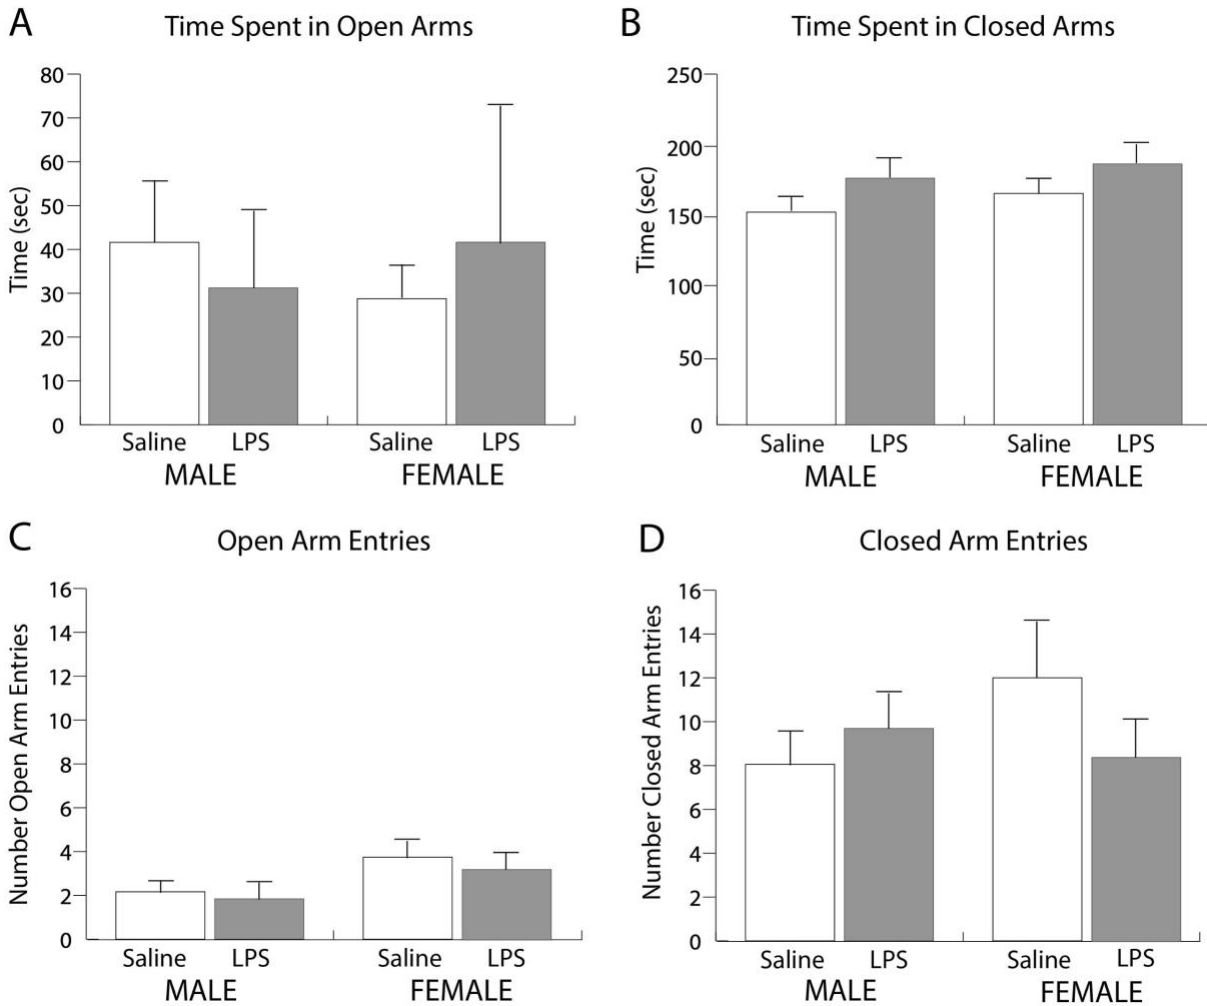 A
Time Spent in Open Arms
Time (sec)
80
70
60
50
40
30
20
10
0
Saline LPS Saline LPS
MALE FEMALE
B
Time Spent in Closed Arms
Time (sec)
250
200
150
100
50
0
Saline LPS Saline LPS
MALE FEMALE
C
Open Arm Entries
Number Open Arm Entries
16
14
12
10
8
6
4
2
0
Saline LPS Saline LPS
MALE FEMALE
D
Closed Arm Entries
Number Closed Arm Entries
16
14
12
10
8
6
4
2
0
Saline LPS Saline LPS
MALE FEMALE